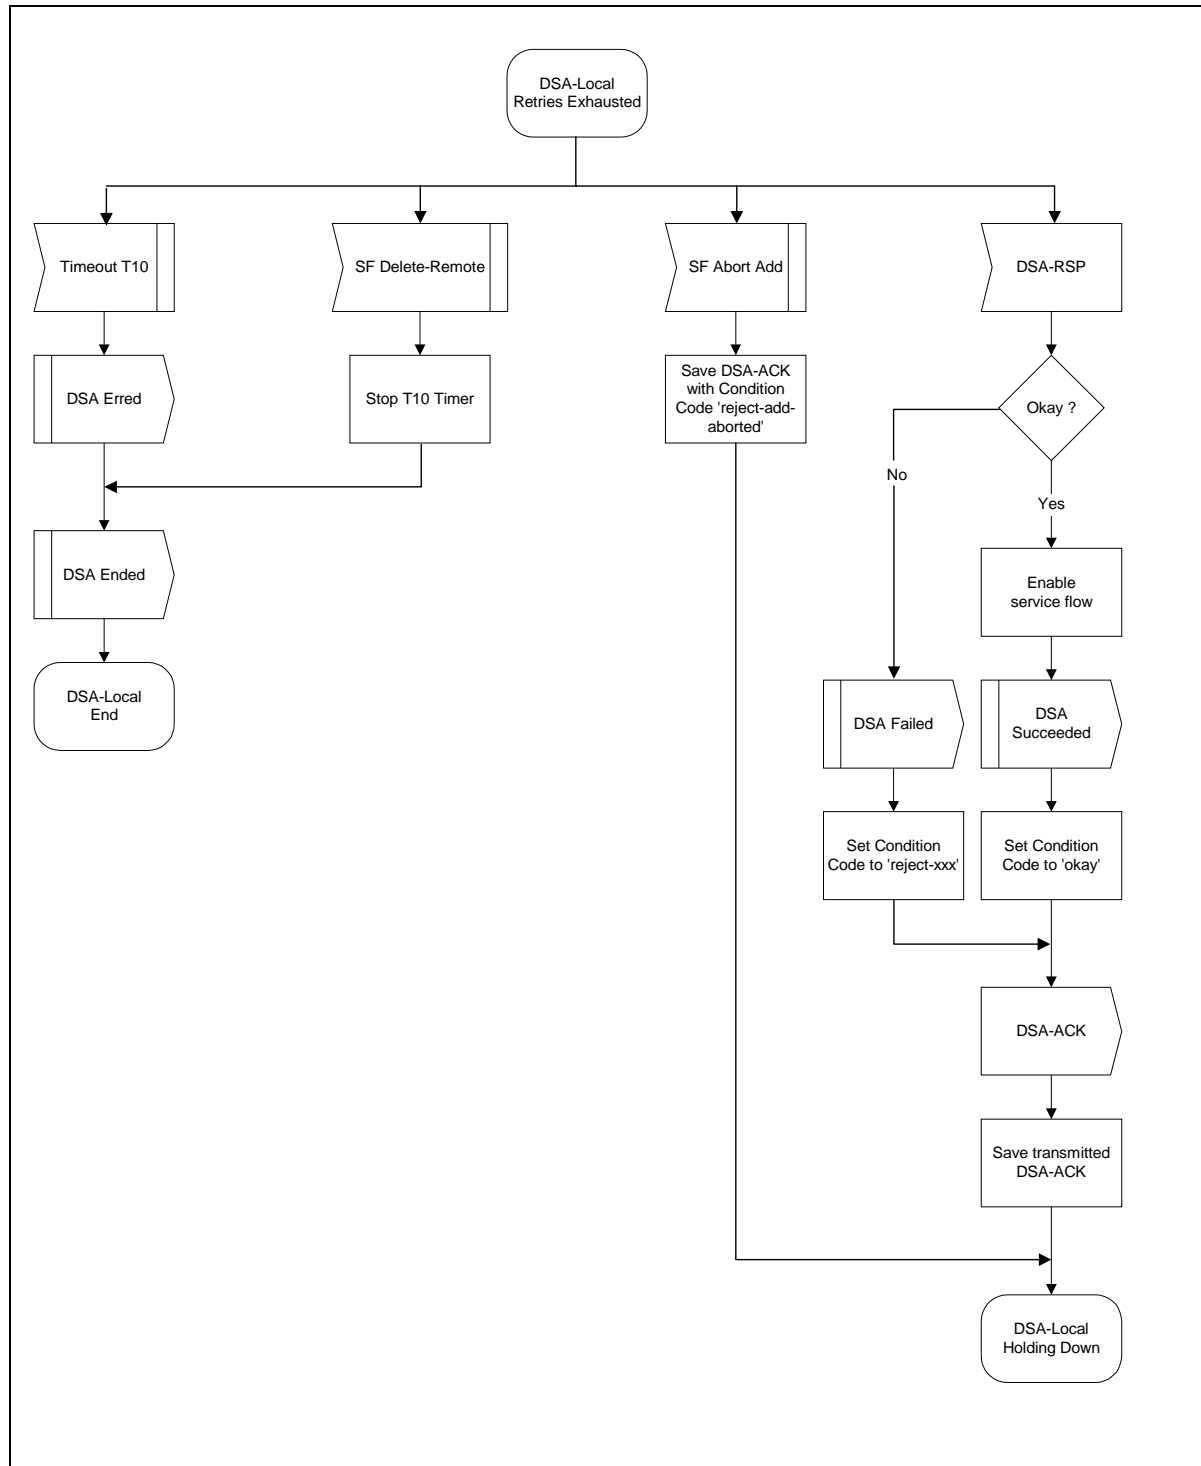 DSA-Local
Retries Exhausted
Timeout T10
SF Delete-Remote
SF Abort Add
DSA-RSP
DSA Erred
Stop T10 Timer
Save DSA-ACK
with Condition
Code 'reject-add-
aborted'
Okay ?
No
Yes
DSA Ended
Enable
service flow
DSA-Local
End
DSA Failed
DSA
Succeeded
Set Condition
Code to 'reject-xxx'
Set Condition
Code to 'okay'
DSA-ACK
Save transmitted
DSA-ACK
DSA-Local
Holding Down